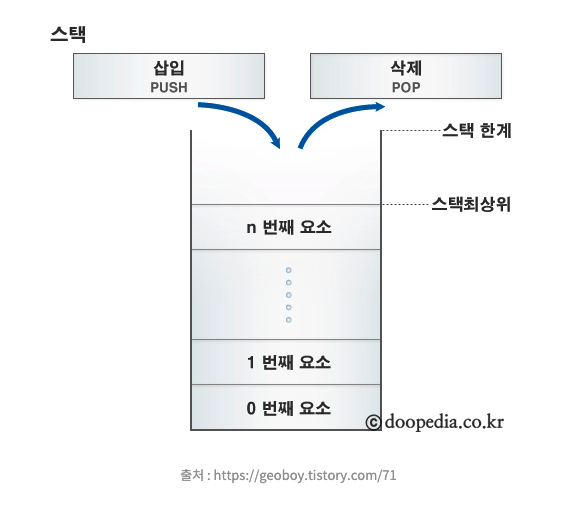 스택
삽입
PUSH
삭제
POP
스택 한계
스택최상위
n 번째 요소
1 번째 요소
0 번째 요소
ⓒ doopedia.co.kr
출처 : https://geoboy.tistory.com/71